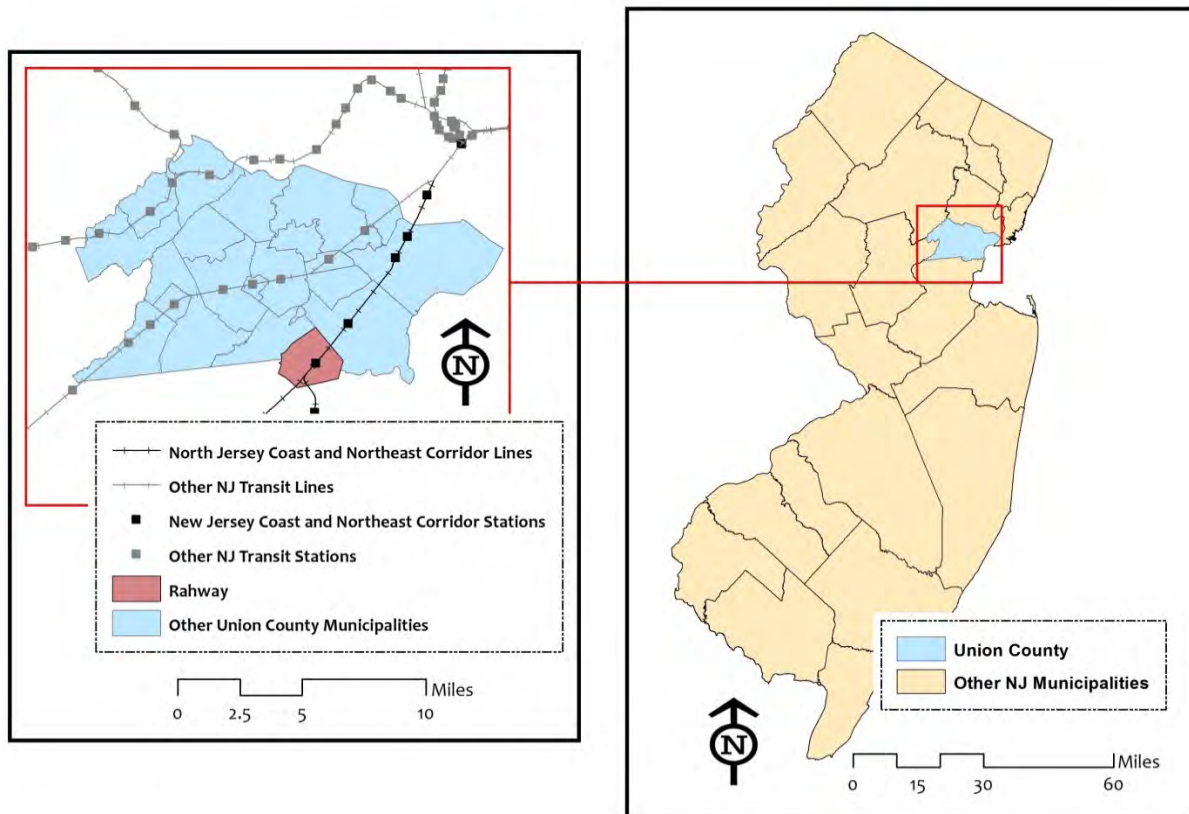 N
North Jersey Coast and Northeast Corridor Lines
Other NJ Transit Lines
New Jersey Coast and Northeast Corridor Stations
Other NJ Transit Stations
Rahway
Other Union County Municipalities
Miles
0 2.5 5 10
Union County
Other NJ Municipalities
N
Miles
0 15 30 60